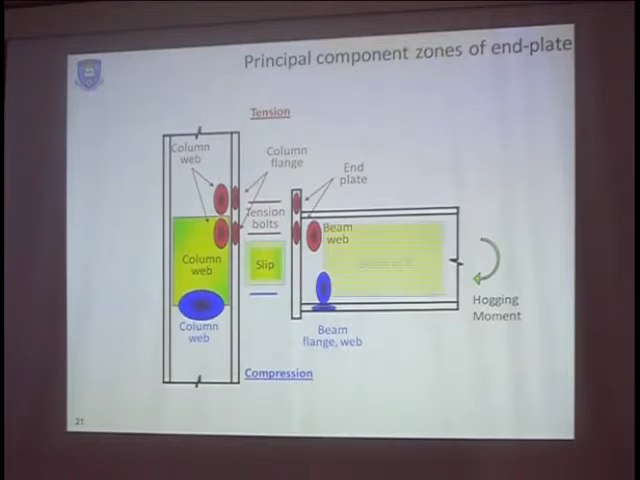 Principal component zones of end-plate
Tension
Column
web
Column
flange
End
plate
Tension
bolts
Beam
web
Column
web
Slip
Hogging
Moment
Column
web
Beam
flange, web
Compression
21